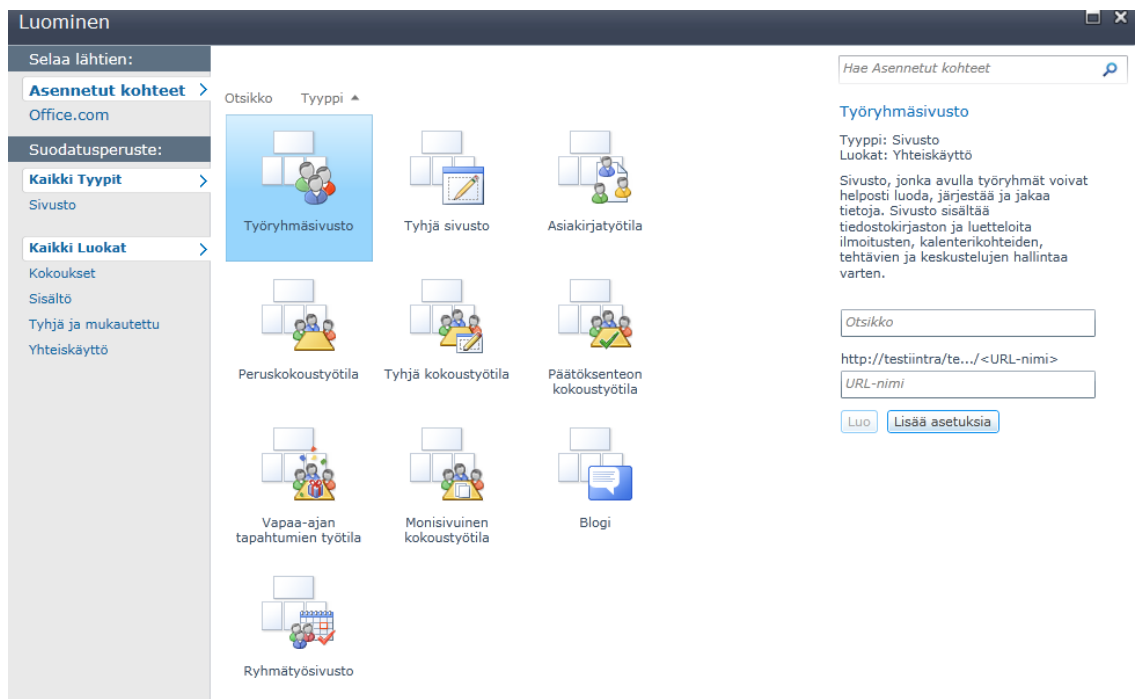 Luominen
Selaa lähtien:
Asennetut kohteet
Office.com
Suodatusperuste:
Kaikki Tyypit
Sivusto
Kaikki Luokat
Kokoukset
Sisältö
Tyhjä ja mukautettu
Yhteiskäyttö
Otsikko Tyyppi
Työryhmäsivusto
Tyhjä sivusto
Asiakirjatyötila
Peruskokoustyötila
Tyhjä kokoustyötila
Päätöksenteon
kokoustyötila
Vapaa-ajan
tapahtumien työtila
Monisivuinen
kokoustyötila
Blogi
Ryhmätyösivusto
Hae Asennetut kohteet
Työryhmäsivusto
Tyyppi: Sivusto
Luokat: Yhteiskäyttö
Sivusto, jonka avulla työryhmät voivat
helposti luoda, järjestää ja jakaa
tietoja. Sivusto sisältää
tiedostokirjaston ja luetteloita
ilmoitusten, kalenterikohteiden,
tehtävien ja keskustelujen hallintaa
varten.
Otsikko
http://testiintra/te.../<URL-nimi>
URL-nimi
Luo Lisää asetuksia